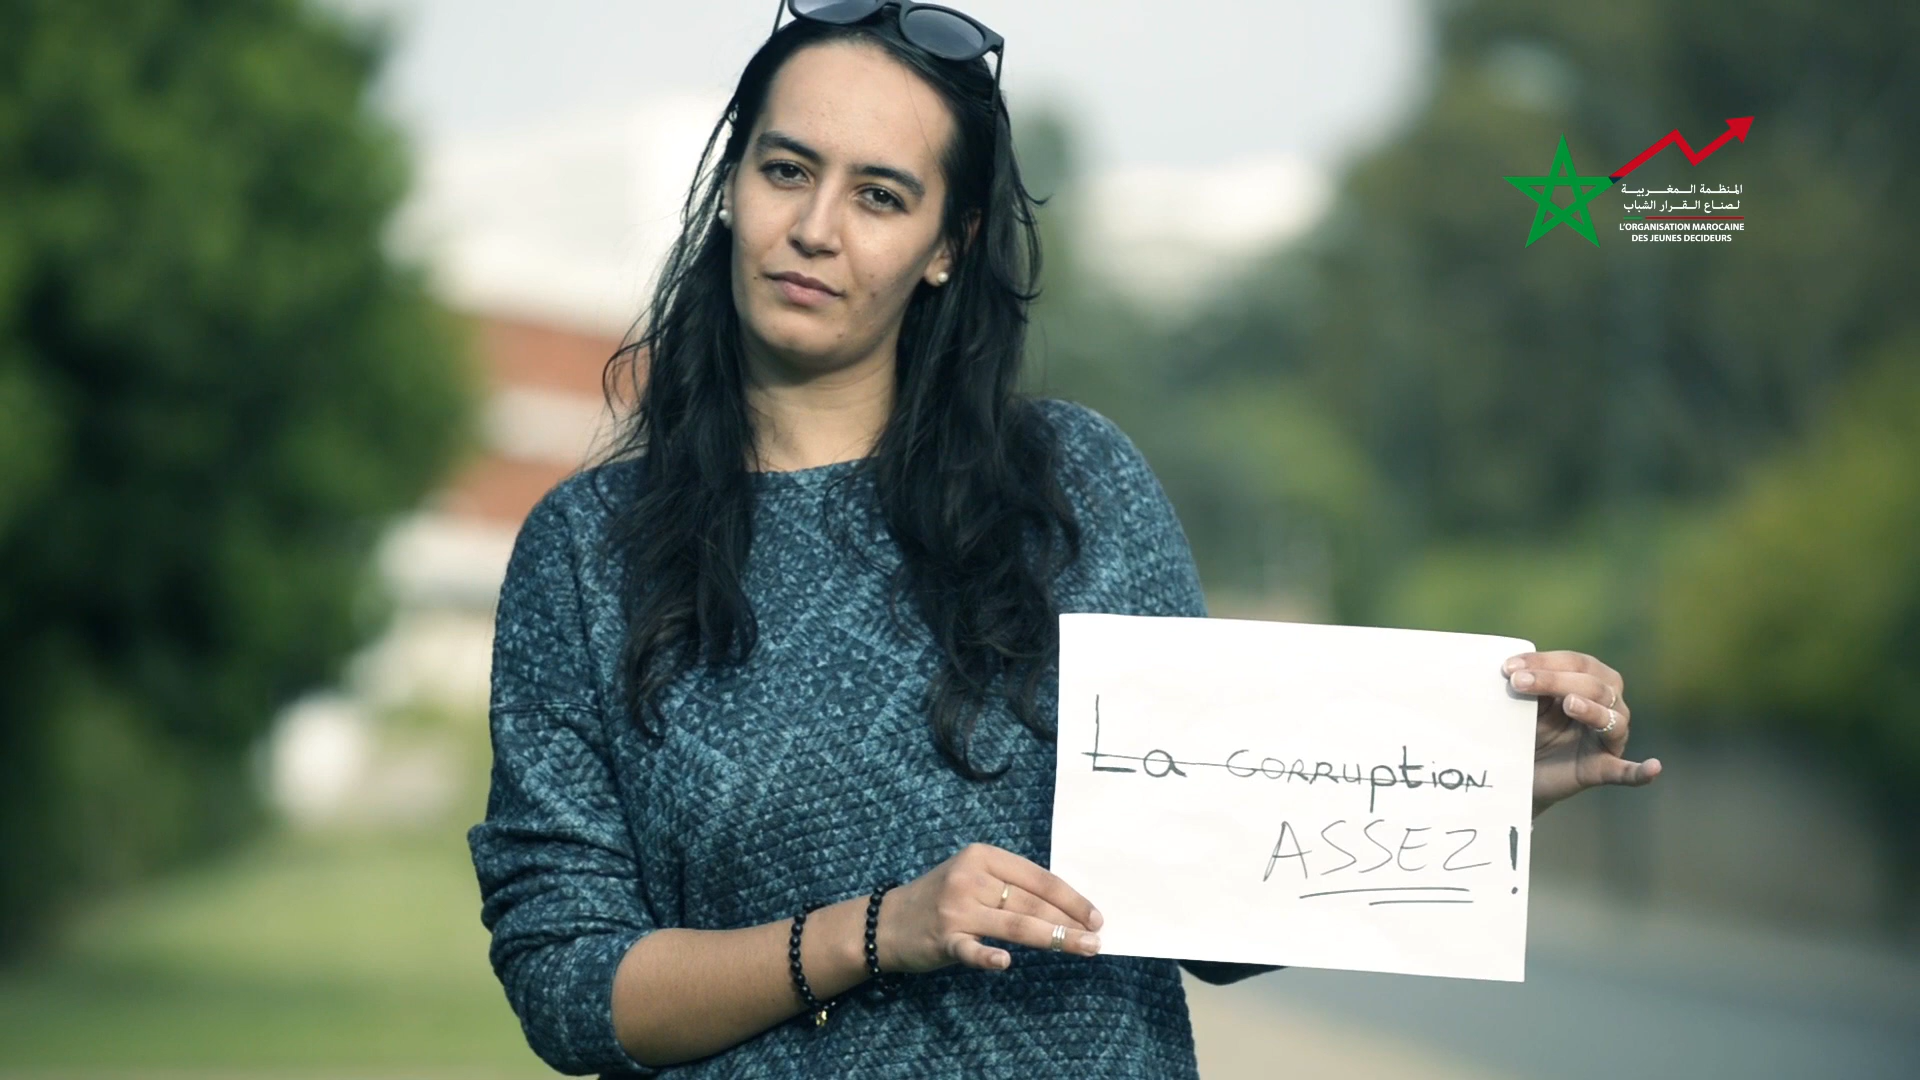 المنظمة المغربية
لصناع القرار الشباب
L'ORGANISATION MAROCAINE
DES JEUNES DECIDEURS
La corruption
ASSEZ!